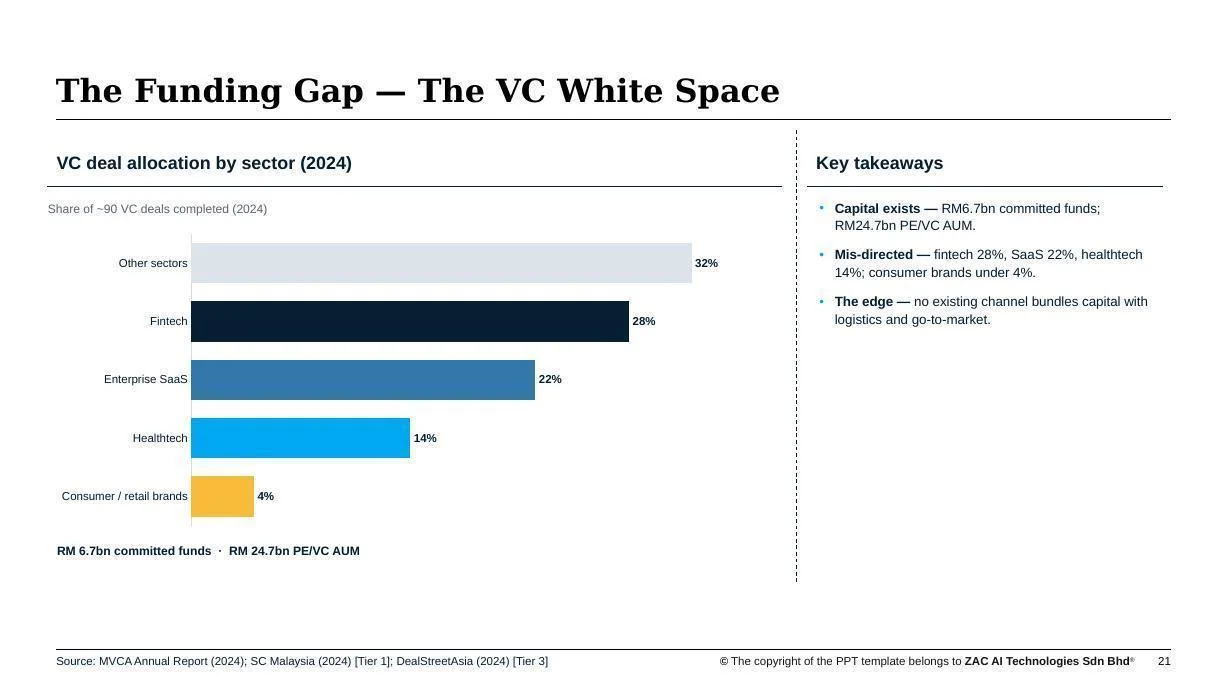 The Funding Gap — The VC White Space
VC deal allocation by sector (2024)
Share of ~90 VC deals completed (2024)
Other sectors 32%
Fintech 28%
Enterprise SaaS 22%
Healthtech 14%
Consumer / retail brands 4%
RM 6.7bn committed funds · RM 24.7bn PE/VC AUM
Key takeaways
• Capital exists — RM6.7bn committed funds;
RM24.7bn PE/VC AUM.
• Mis-directed — fintech 28%, SaaS 22%, healthtech
14%; consumer brands under 4%.
• The edge — no existing channel bundles capital with
logistics and go-to-market.
Source: MVCA Annual Report (2024); SC Malaysia (2024) [Tier 1]; DealStreetAsia (2024) [Tier 3]
© The copyright of the PPT template belongs to ZAC AI Technologies Sdn Bhd® 21